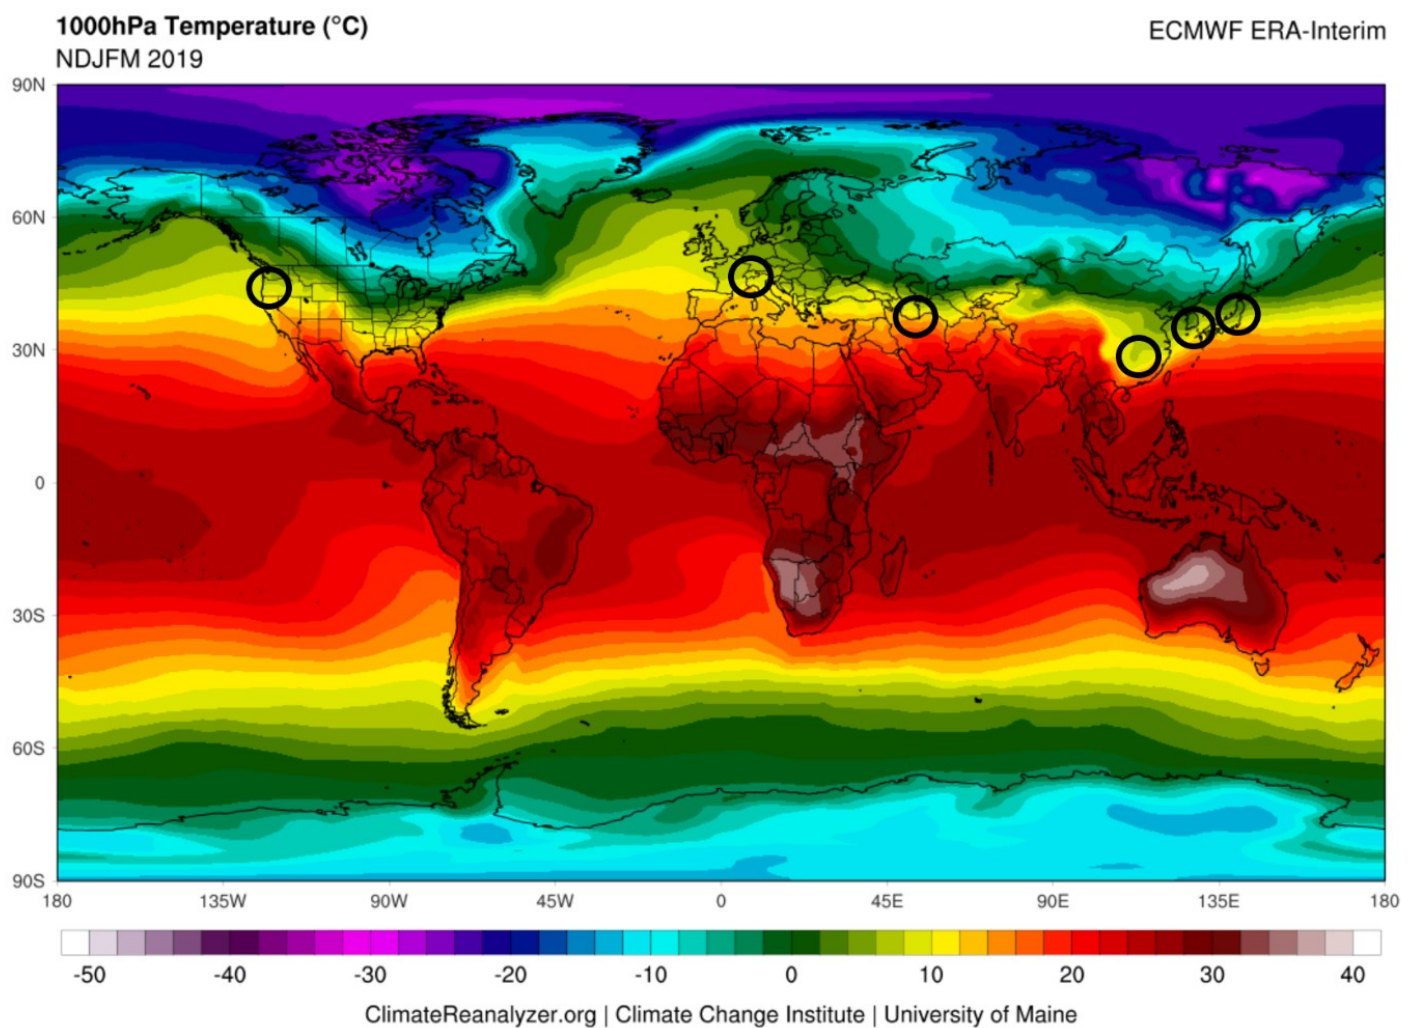 1000hPa Temperature (°C)
ECMWF ERA-Interim
NDJFM 2019
90N
60N
30N
0
30S
60S
90S
180 135W 90W 45W 0 45E 90E 135E 180
-50 -40 -30 -20 -10 0 10 20 30 40
ClimateReanalyzer.org | Climate Change Institute | University of Maine